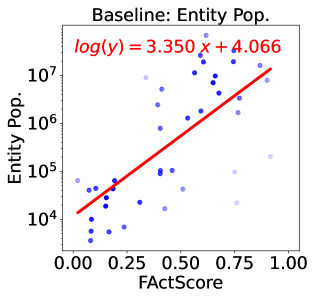 Baseline: Entity Pop.
log(y) = 3.350 x + 4.066
Entity Pop.
10⁷
10⁶
10⁵
10⁴
0.00 0.25 0.50 0.75 1.00
FActScore